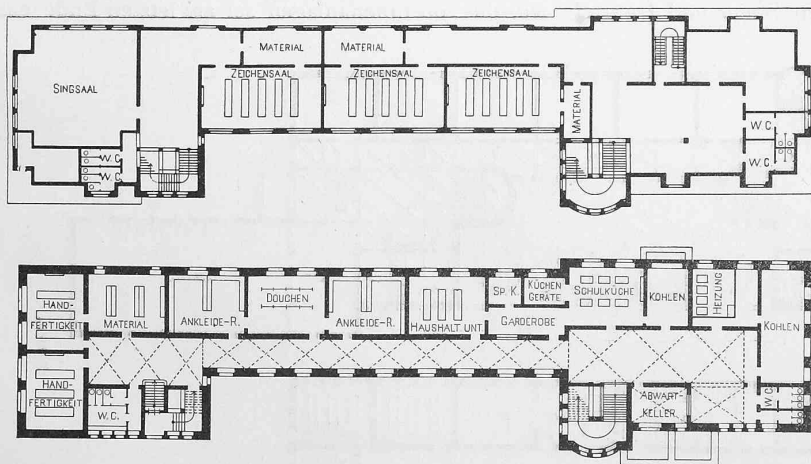 MATERIAL
MATERIAL
ZEICHENSAAL
ZEICHENSAAL
ZEICHENSAAL
SINGSAAL
MATERIAL
W.C
W.C
W.C
W.C
HAND-
FERTIGKEIT
MATERIAL
ANKLEIDE-R.
DOUCHEN
ANKLEIDE-R.
HAUSHALT UNT
SP. K.
KÜCHEN
GERÄTE
GARDEROBE
SCHULKÜCHE
KOHLEN
HEIZUNG
KOHLEN
HAND-
FERTIGKEIT
W.C.
ABWART-
KELLER
W.C